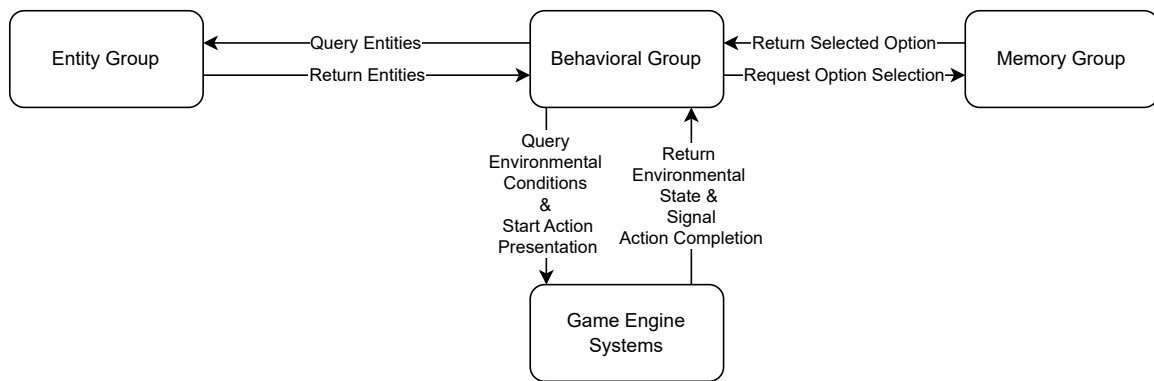 Entity Group
Query Entities
Return Entities
Behavioral Group
Return Selected Option
Request Option Selection
Memory Group
Query
Environmental
Conditions
&
Start Action
Presentation
Return
Environmental
State &
Signal
Action Completion
Game Engine
Systems